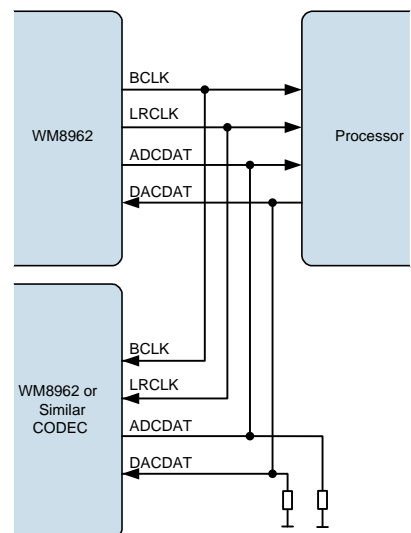 WM8962
BCLK
LRCLK
ADCDAT
DACDAT
Processor
WM8962 or
Similar
CODEC
BCLK
LRCLK
ADCDAT
DACDAT